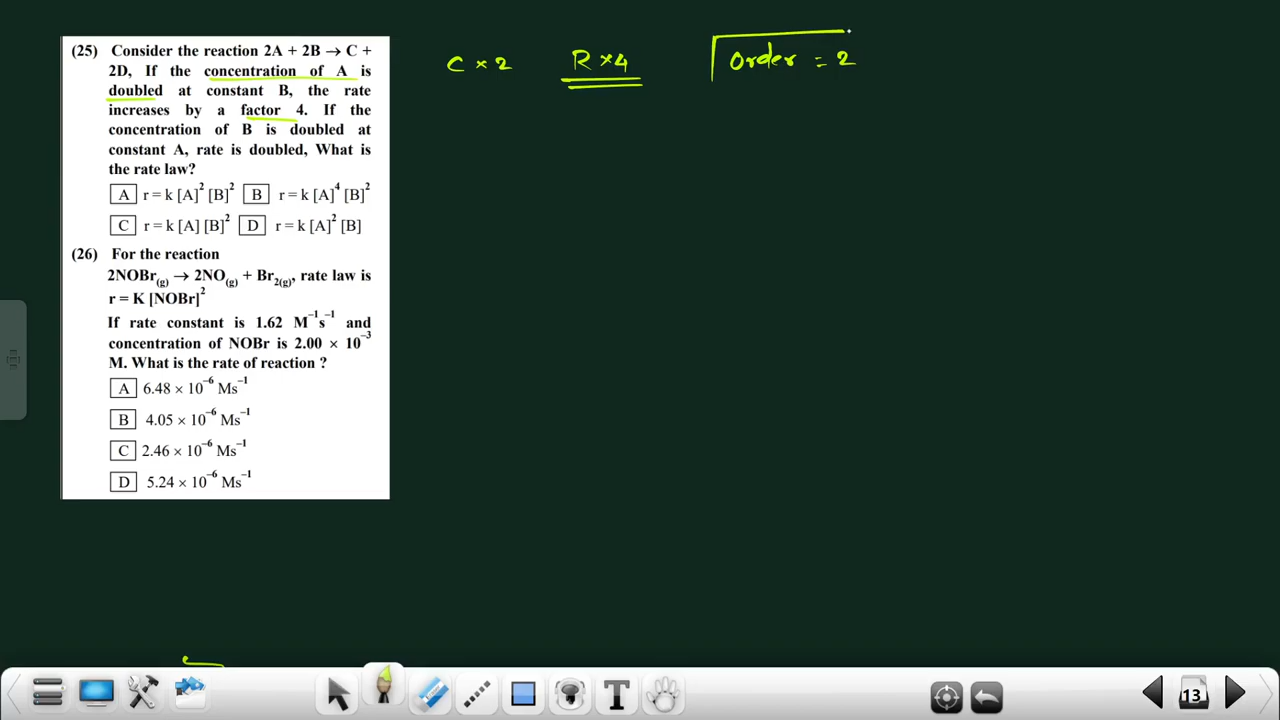 (25) Consider the reaction 2A + 2B → C +
2D, If the concentration of A is
doubled at constant B, the rate
increases by a factor 4. If the
concentration of B is doubled at
constant A, rate is doubled, What is
the rate law?
A r = k [A]² [B]² B r = k [A]⁴ [B]²
C r = k [A] [B]² D r = k [A]² [B]
(26) For the reaction
2NOBr(g) → 2NO(g) + Br2(g), rate law is
r = K [NOBr]²
If rate constant is 1.62 M⁻¹s⁻¹ and
concentration of NOBr is 2.00 × 10⁻³
M. What is the rate of reaction ?
A 6.48 × 10⁻⁶ Ms⁻¹
B 4.05 × 10⁻⁶ Ms⁻¹
C 2.46 × 10⁻⁶ Ms⁻¹
D 5.24 × 10⁻⁶ Ms⁻¹
C × 2 R × 4 Order = 2
T
13